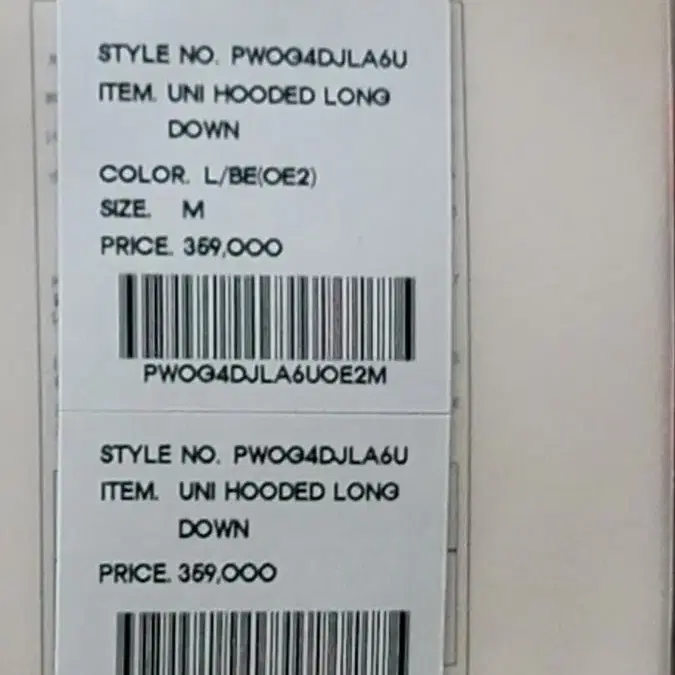 STYLE NO. PWOG4DJLA6U
ITEM. UNI HOODED LONG
DOWN
COLOR. L/BE(OE2)
SIZE. M
PRICE. 359,000
PWOG4DJLA6UOE2M
STYLE NO. PWOG4DJLA6U
ITEM. UNI HOODED LONG
DOWN
PRICE. 359,000